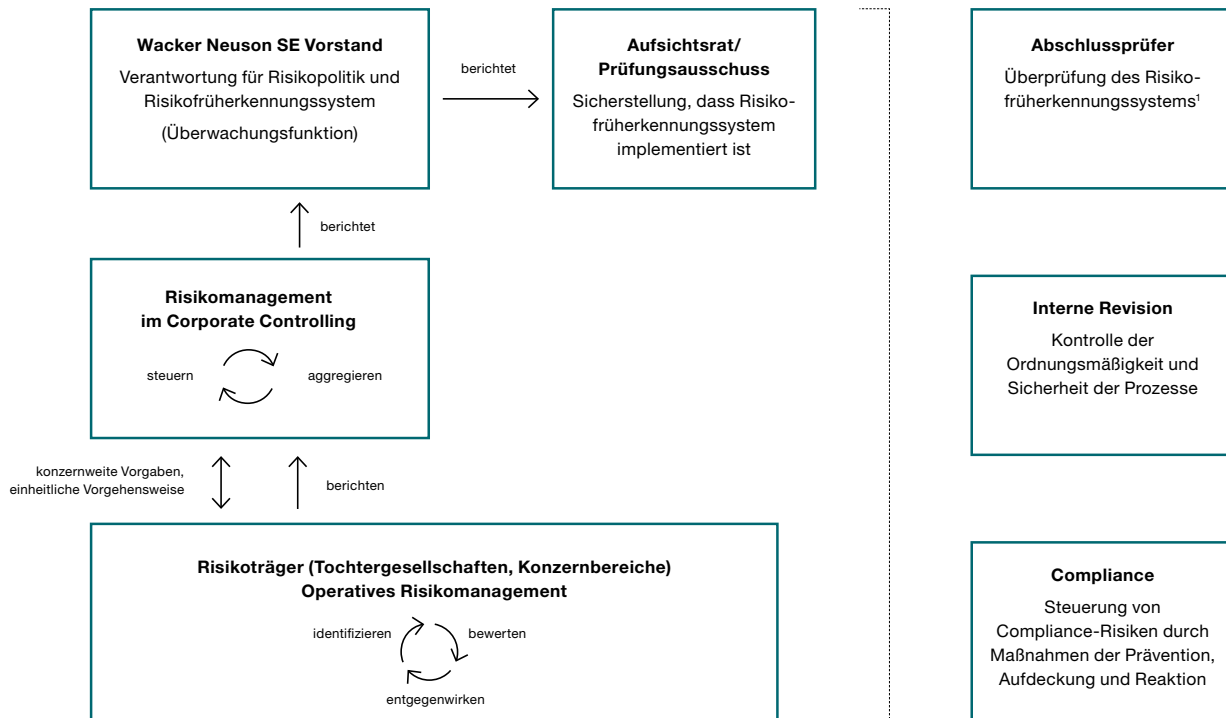 Wacker Neuson SE Vorstand
Verantwortung für Risikopolitik und
Risikofrüherkennungssystem
(Überwachungsfunktion)
berichtet
Aufsichtsrat/
Prüfungsausschuss
Sicherstellung, dass Risiko-
früherkennungssystem
implementiert ist
Abschlussprüfer
Überprüfung des Risiko-
früherkennungssystems¹
berichtet
Risikomanagement
im Corporate Controlling
steuern
aggregieren
Interne Revision
Kontrolle der
Ordnungsmäßigkeit und
Sicherheit der Prozesse
konzernweite Vorgaben,
einheitliche Vorgehensweise
berichten
Risikoträger (Tochtergesellschaften, Konzernbereiche)
Operatives Risikomanagement
identifizieren
bewerten
entgegenwirken
Compliance
Steuerung von
Compliance-Risiken durch
Maßnahmen der Prävention,
Aufdeckung und Reaktion